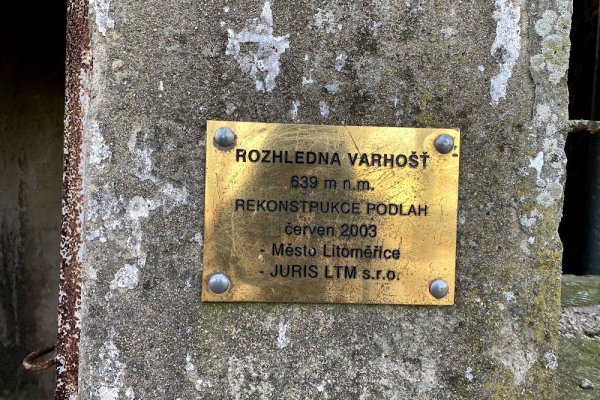 ROZHLEDNA VARHOŠŤ
639 m n.m.
REKONSTRUKCE PODLAH
červen 2003
- Město Litoměřice
- JURIS LTM s.r.o.